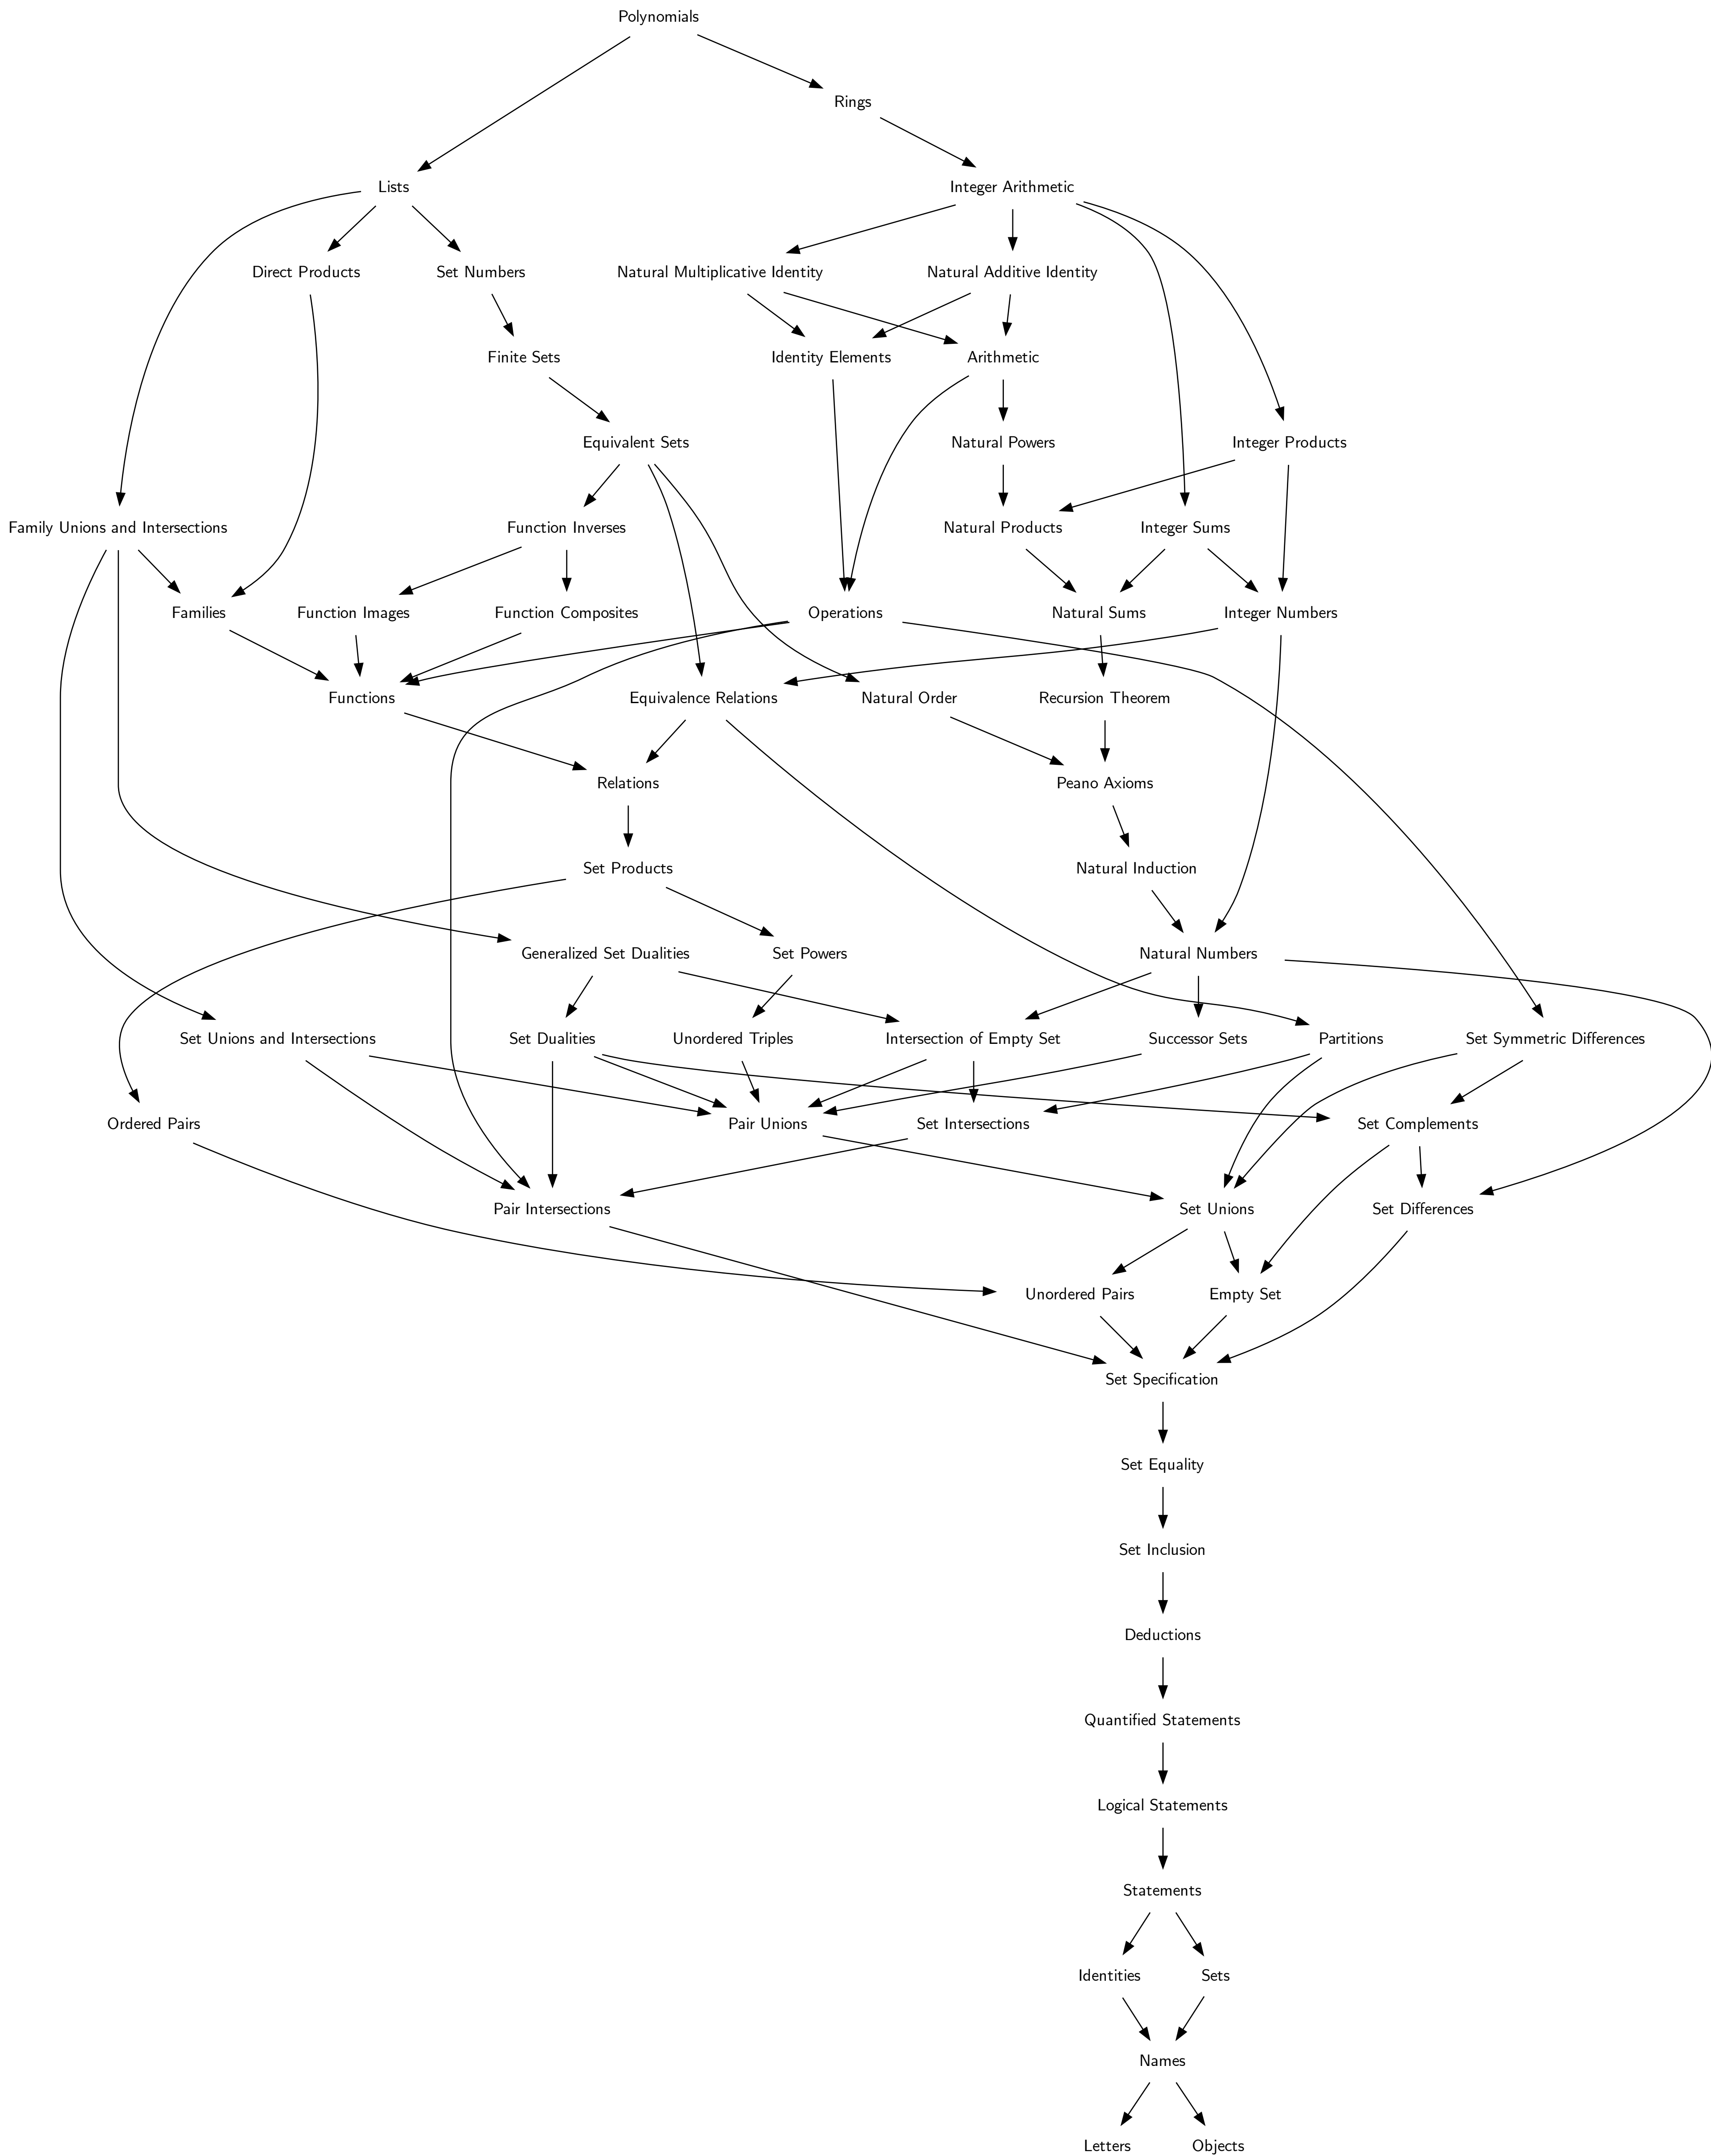 Polynomials
Rings
Lists
Integer Arithmetic
Direct Products
Set Numbers
Natural Multiplicative Identity
Natural Additive Identity
Finite Sets
Identity Elements
Arithmetic
Equivalent Sets
Natural Powers
Integer Products
Family Unions and Intersections
Function Inverses
Natural Products
Integer Sums
Families
Function Images
Function Composites
Operations
Natural Sums
Integer Numbers
Functions
Equivalence Relations
Natural Order
Recursion Theorem
Relations
Peano Axioms
Set Products
Natural Induction
Generalized Set Dualities
Set Powers
Natural Numbers
Set Unions and Intersections
Set Dualities
Unordered Triples
Intersection of Empty Set
Successor Sets
Partitions
Set Symmetric Differences
Ordered Pairs
Pair Unions
Set Intersections
Set Complements
Pair Intersections
Set Unions
Set Differences
Unordered Pairs
Empty Set
Set Specification
Set Equality
Set Inclusion
Deductions
Quantified Statements
Logical Statements
Statements
Identities
Sets
Names
Letters
Objects